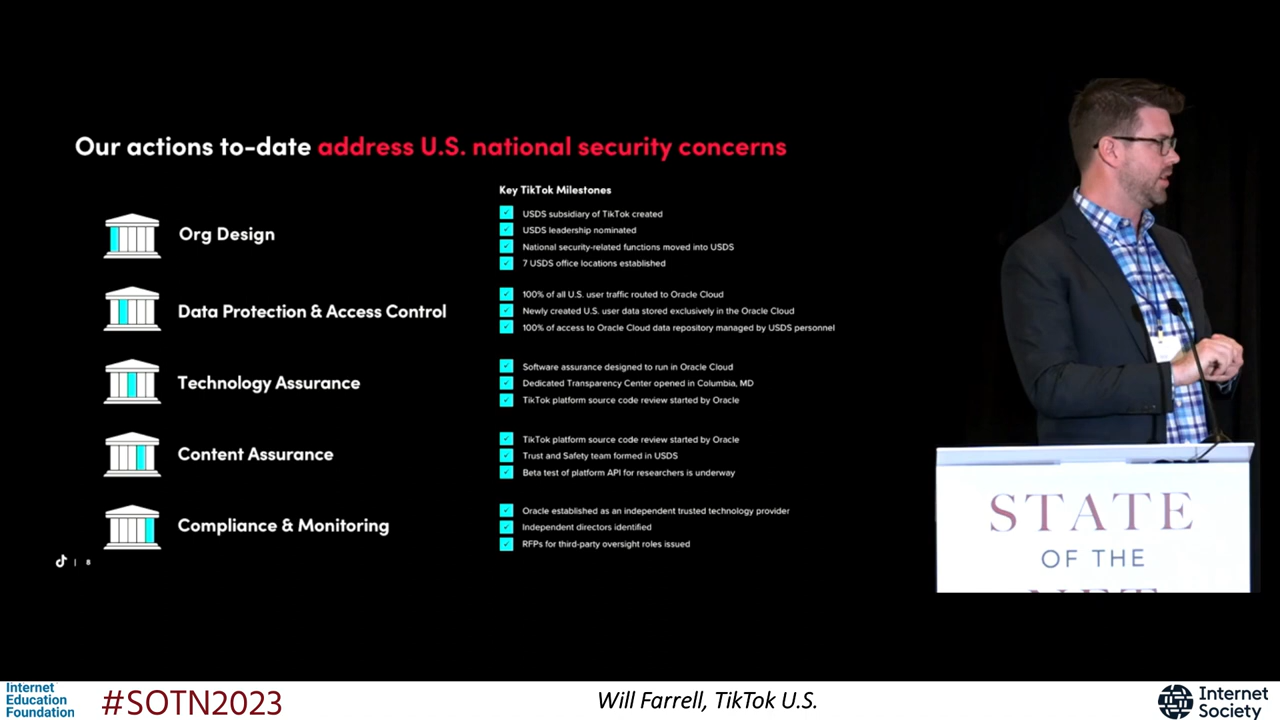 Our actions to-date address U.S. national security concerns
Key TikTok Milestones
Org Design
✓ USDS subsidiary of TikTok created
✓ USDS leadership nominated
✓ National security-related functions moved into USDS
✓ 7 USDS office locations established
Data Protection & Access Control
✓ 100% of all U.S. user traffic routed to Oracle Cloud
✓ Newly created U.S. user data stored exclusively in the Oracle Cloud
✓ 100% of access to Oracle Cloud data repository managed by USDS personnel
Technology Assurance
✓ Software assurance designed to run in Oracle Cloud
✓ Dedicated Transparency Center opened in Columbia, MD
✓ TikTok platform source code review started by Oracle
Content Assurance
✓ TikTok platform source code review started by Oracle
✓ Trust and Safety team formed in USDS
✓ Beta test of platform API for researchers is underway
Compliance & Monitoring
✓ Oracle established as an independent trusted technology provider
✓ Independent directors identified
✓ RFPs for third-party oversight roles issued
| 8
STATE
OF THE
NET
Internet
Education
Foundation
#SOTN2023
Will Farrell, TikTok U.S.
Internet
Society